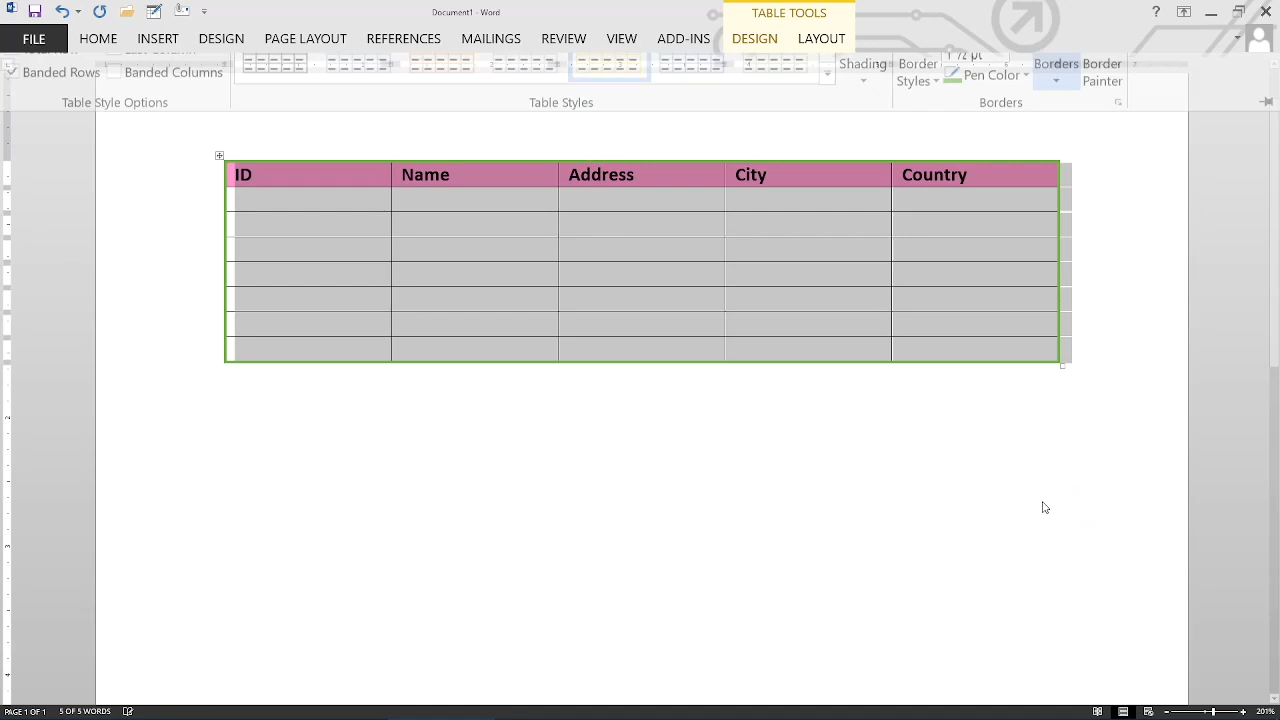 Document1 - Word
TABLE TOOLS
?
FILE HOME INSERT DESIGN PAGE LAYOUT REFERENCES MAILINGS REVIEW VIEW ADD-INS DESIGN LAYOUT
Banded Columns
Shading
Border Styles
Pen Color
Borders
Border Painter
Table Style Options
Table Styles
Borders
ID Name Address City Country
PAGE 1 OF 1 5 OF 5 WORDS
201%